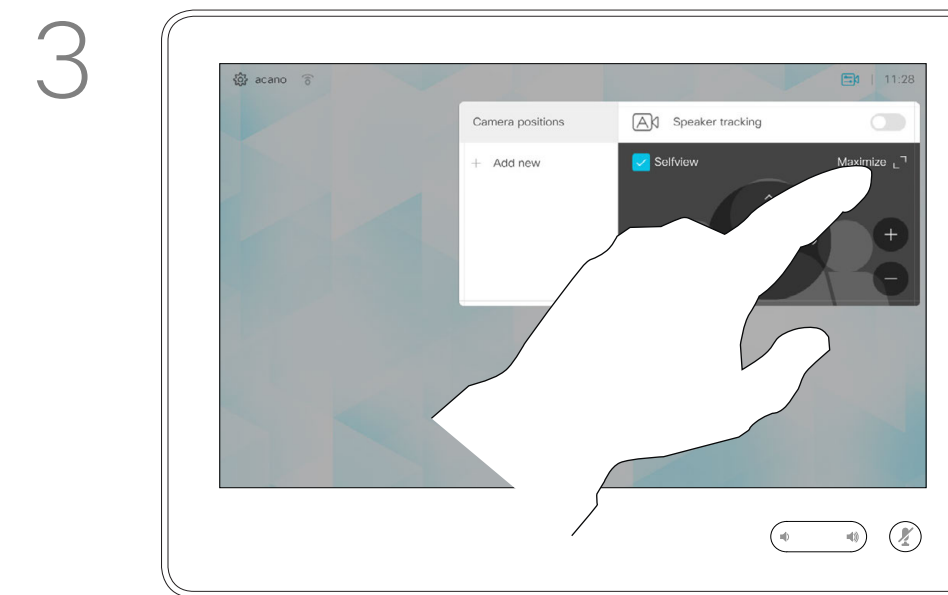 3
acano
11:28
Camera positions
Speaker tracking
Add new
Selfview
Maximize